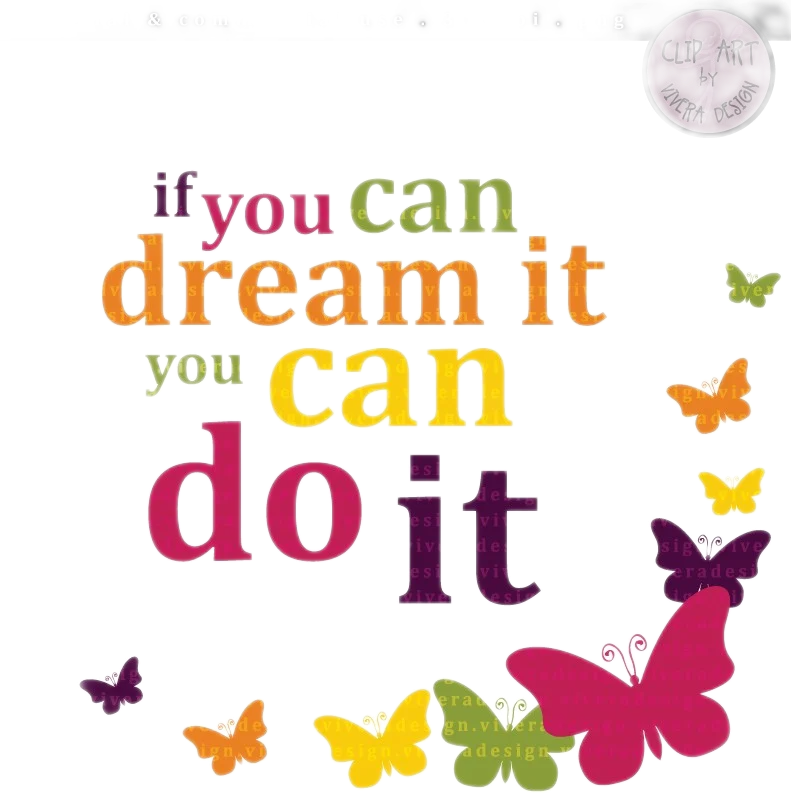 CLIP ART
by
VIVERA DESIGN
if you can
dream it
you can
do it